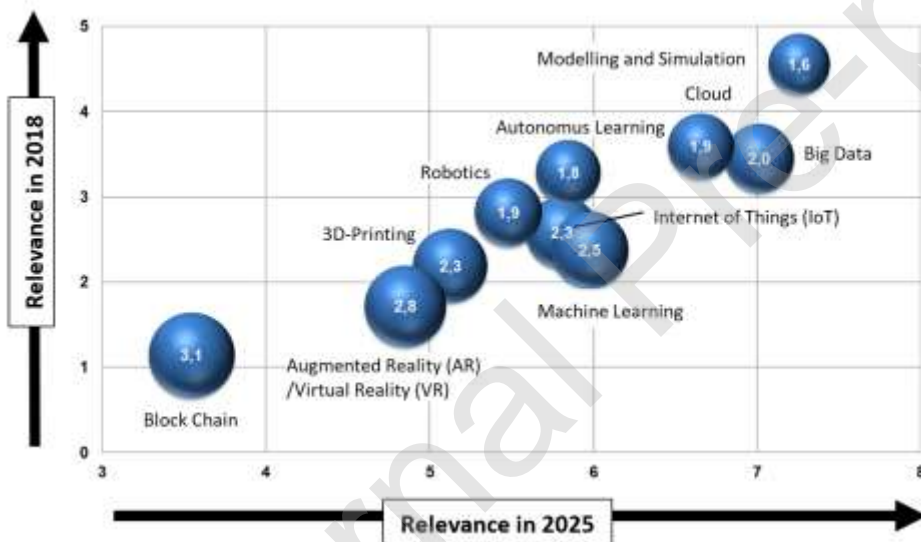 5
Modelling and Simulation
1,6
Cloud
4
Autonomus Learning
1,9
2,0
Big Data
Robotics
1,8
3
1,9
Internet of Things (IoT)
3D-Printing
2,3
2,5
2,3
2
2,8
Machine Learning
3,1
1
Augmented Reality (AR)
/Virtual Reality (VR)
Block Chain
0
3
4
5
6
7
8
Relevance in 2018
Relevance in 2025
rnal Pre-p